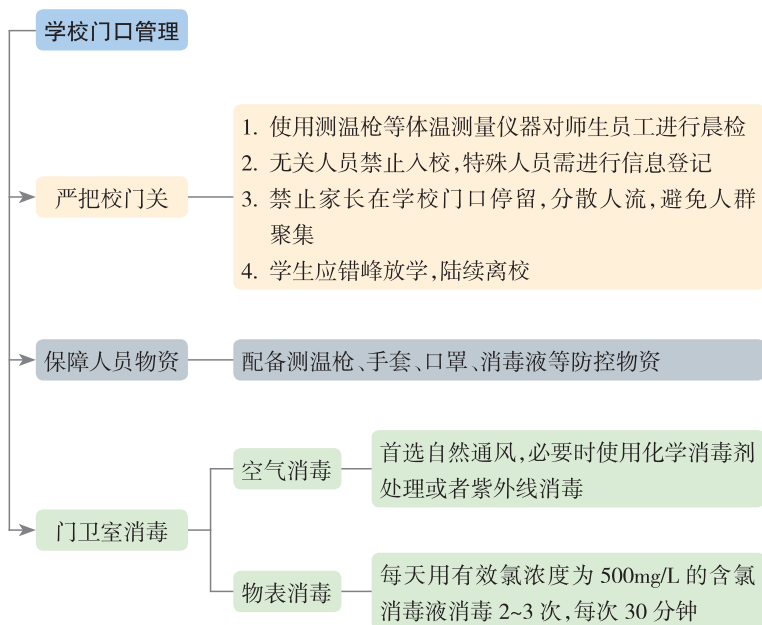 学校门口管理
严把校门关
1. 使用测温枪等体温测量仪器对师生员工进行晨检
2. 无关人员禁止入校,特殊人员需进行信息登记
3. 禁止家长在学校门口停留,分散人流,避免人群
聚集
4. 学生应错峰放学,陆续离校
保障人员物资
配备测温枪、手套、口罩、消毒液等防控物资
门卫室消毒
空气消毒
首选自然通风,必要时使用化学消毒剂
处理或者紫外线消毒
物表消毒
每天用有效氯浓度为 500mg/L 的含氯
消毒液消毒 2~3 次,每次 30 分钟